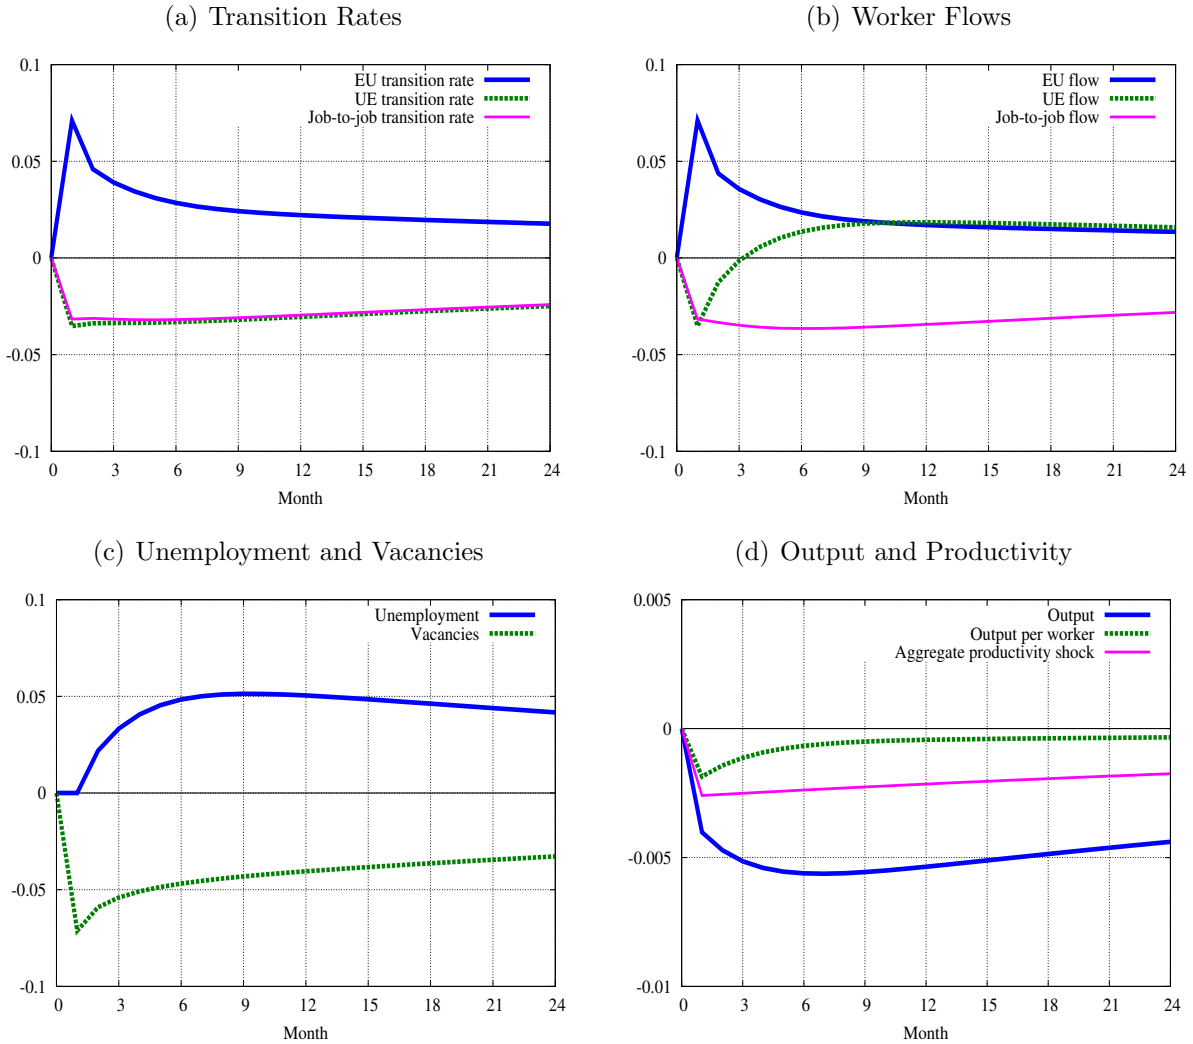 (a) Transition Rates
0.1
0.05
0
-0.05
-0.1
EU transition rate
UE transition rate
Job-to-job transition rate
0 3 6 9 12 15 18 21 24
Month
(b) Worker Flows
0.1
0.05
0
-0.05
-0.1
EU flow
UE flow
Job-to-job flow
0 3 6 9 12 15 18 21 24
Month
(c) Unemployment and Vacancies
0.1
0.05
0
-0.05
-0.1
Unemployment
Vacancies
0 3 6 9 12 15 18 21 24
Month
(d) Output and Productivity
0.005
0
-0.005
-0.01
Output
Output per worker
Aggregate productivity shock
0 3 6 9 12 15 18 21 24
Month